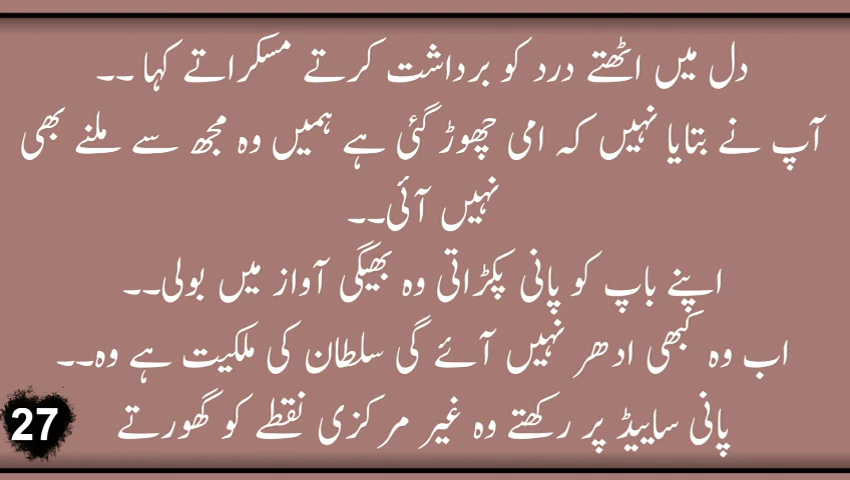 دل میں اٹھتے درد کو برداشت کرتے مسکراتے کہا ۔۔
آپ نے بتایا نہیں کہ امی چھوڑ گئی ہے ہمیں وہ مجھ سے ملنے بھی
نہیں آئی۔۔
اپنے باپ کو پانی پکڑاتی وہ بھیگی آواز میں بولی۔۔
اب وہ کبھی ادھر نہیں آئے گی سلطان کی ملکیت ہے وہ۔۔
پانی ساییڈ پر رکھتے وہ غیر مرکزی نقطے کو گھورتے
27